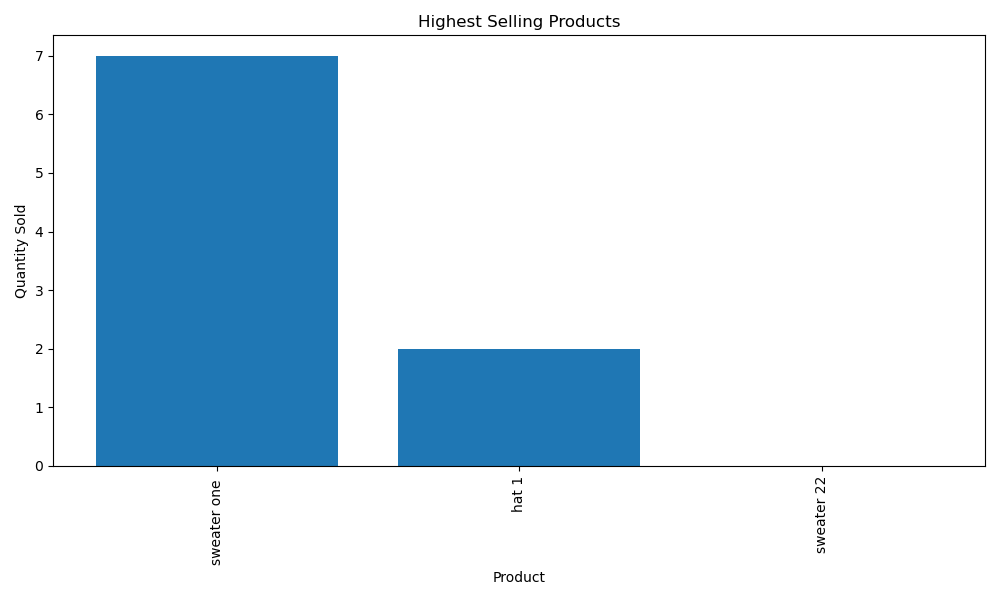 Highest Selling Products
Quantity Sold
7
6
5
4
3
2
1
0
sweater one
hat 1
sweater 22
Product